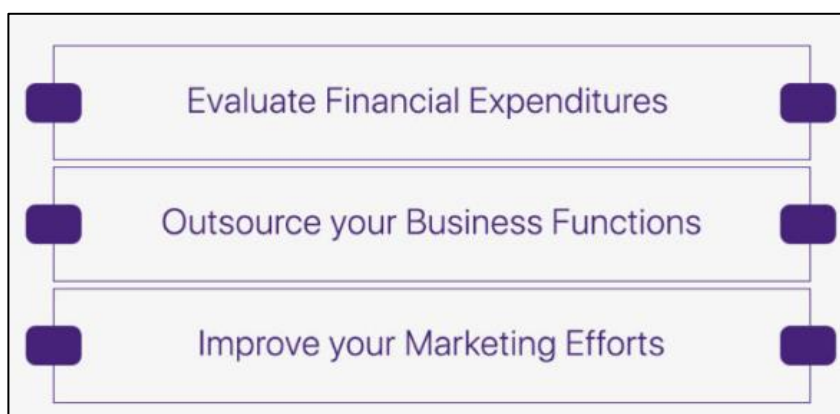 Evaluate Financial Expenditures
Outsource your Business Functions
Improve your Marketing Efforts